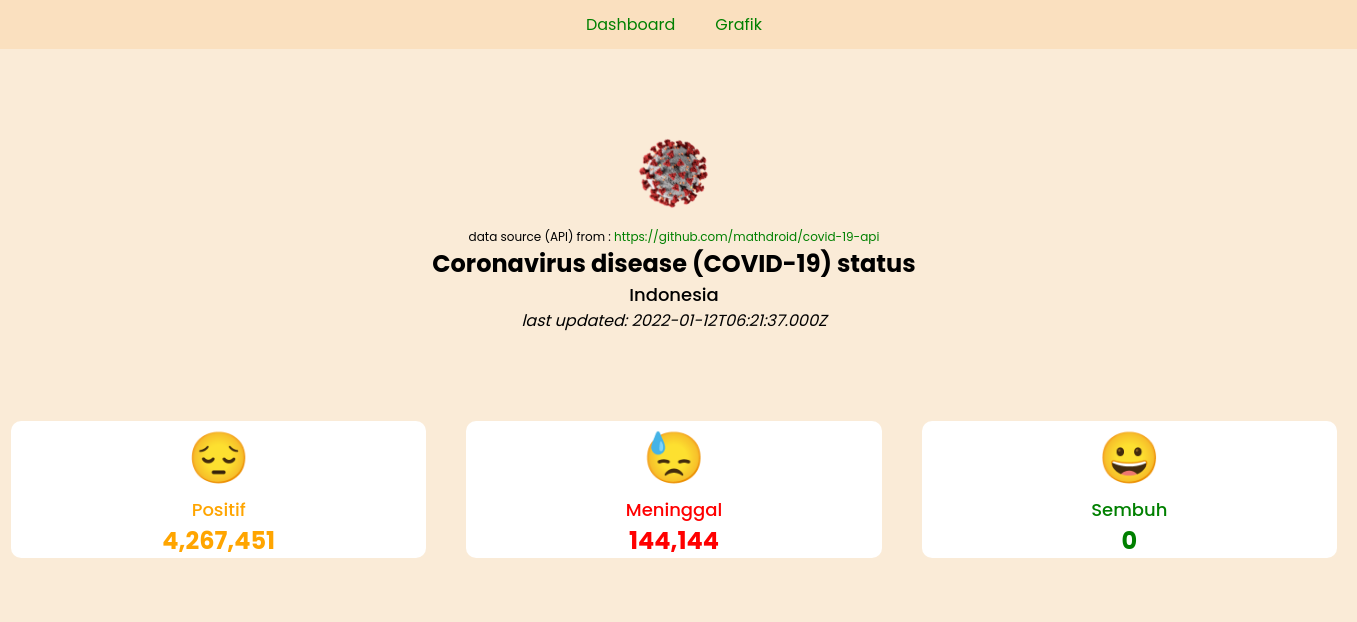 Dashboard Grafik
data source (API) from : https://github.com/mathdroid/covid-19-api
Coronavirus disease (COVID-19) status
Indonesia
last updated: 2022-01-12T06:21:37.000Z
Positif
4,267,451
Meninggal
144,144
Sembuh
0